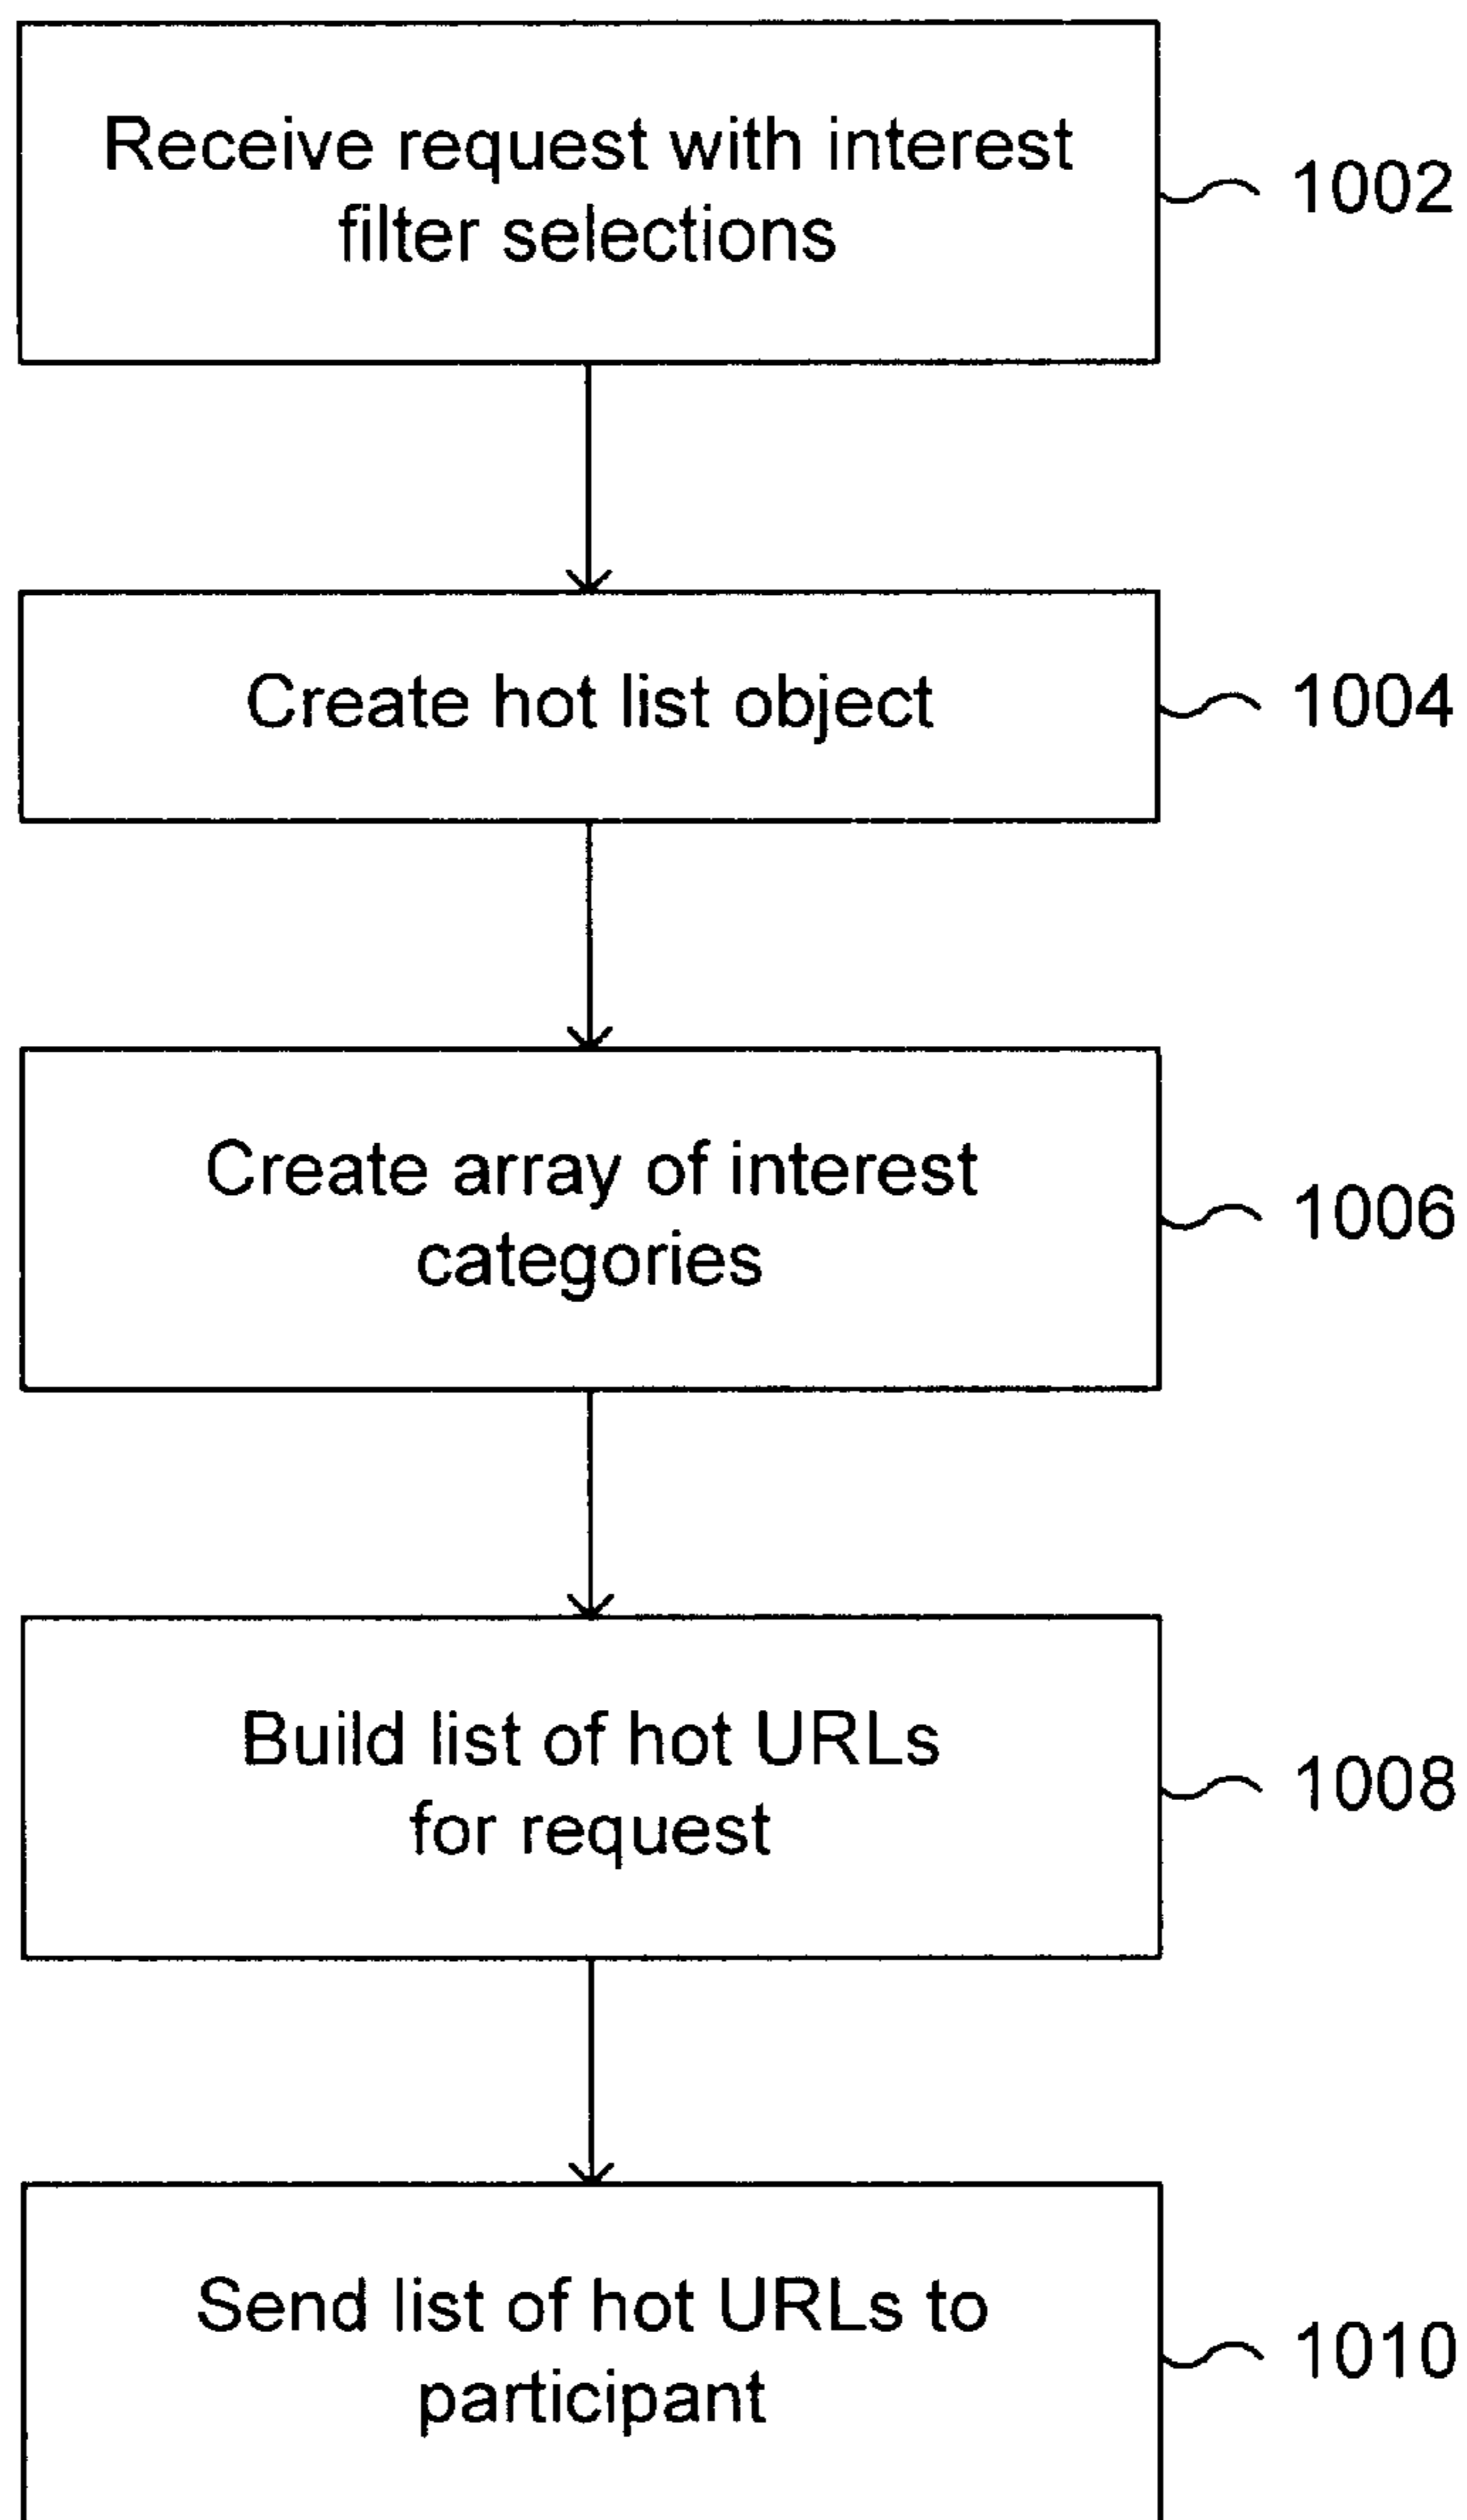 Receive request with interest
filter selections
1002
Create hot list object
1004
Create array of interest
categories
1006
Build list of hot URLs
for request
1008
Send list of hot URLs to
participant
1010